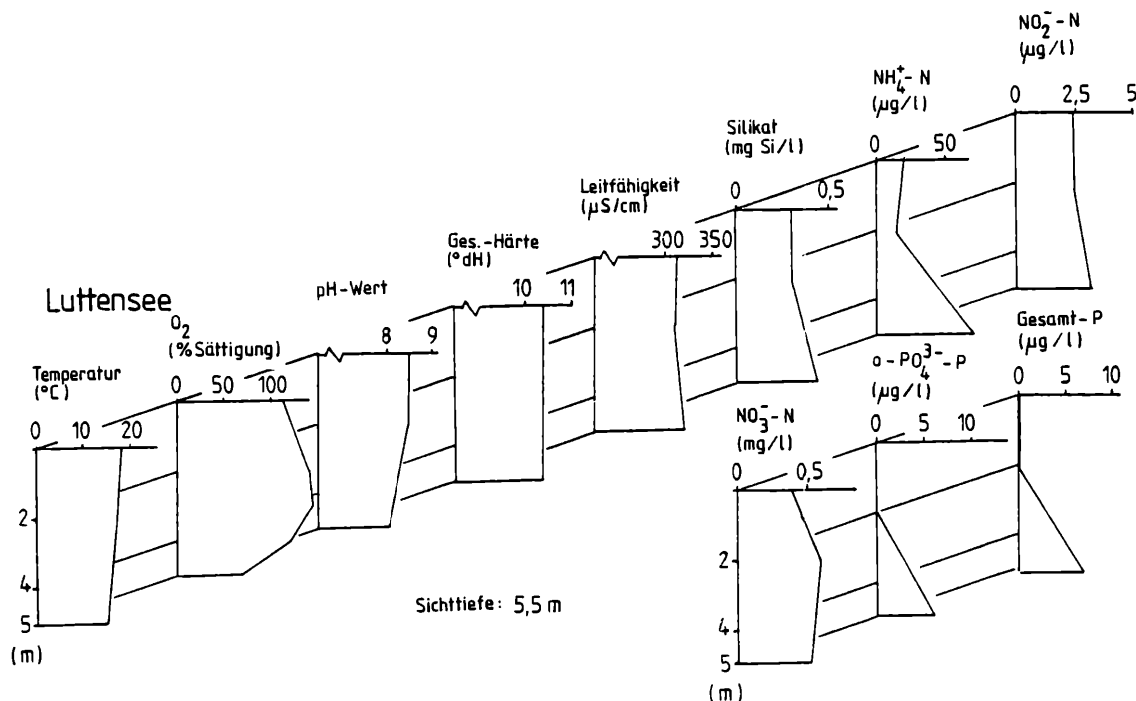 Luttensee
Temperatur
(°C)
0 10 20
2
4
5
(m)
O₂
(% Sättigung)
0 50 100
pH-Wert
8 9
Ges.-Härte
(°dH)
10 11
Leitfähigkeit
(µS/cm)
300 350
Silikat
(mg Si/l)
0 0,5
NH₄⁺-N
(µg/l)
0 50
NO₂⁻-N
(µg/l)
0 2,5 5
Sichttiefe: 5,5 m
NO₃⁻-N
(mg/l)
0 0,5
2
4
5
(m)
o-PO₄³⁻-P
(µg/l)
0 5 10
Gesamt-P
(µg/l)
0 5 10